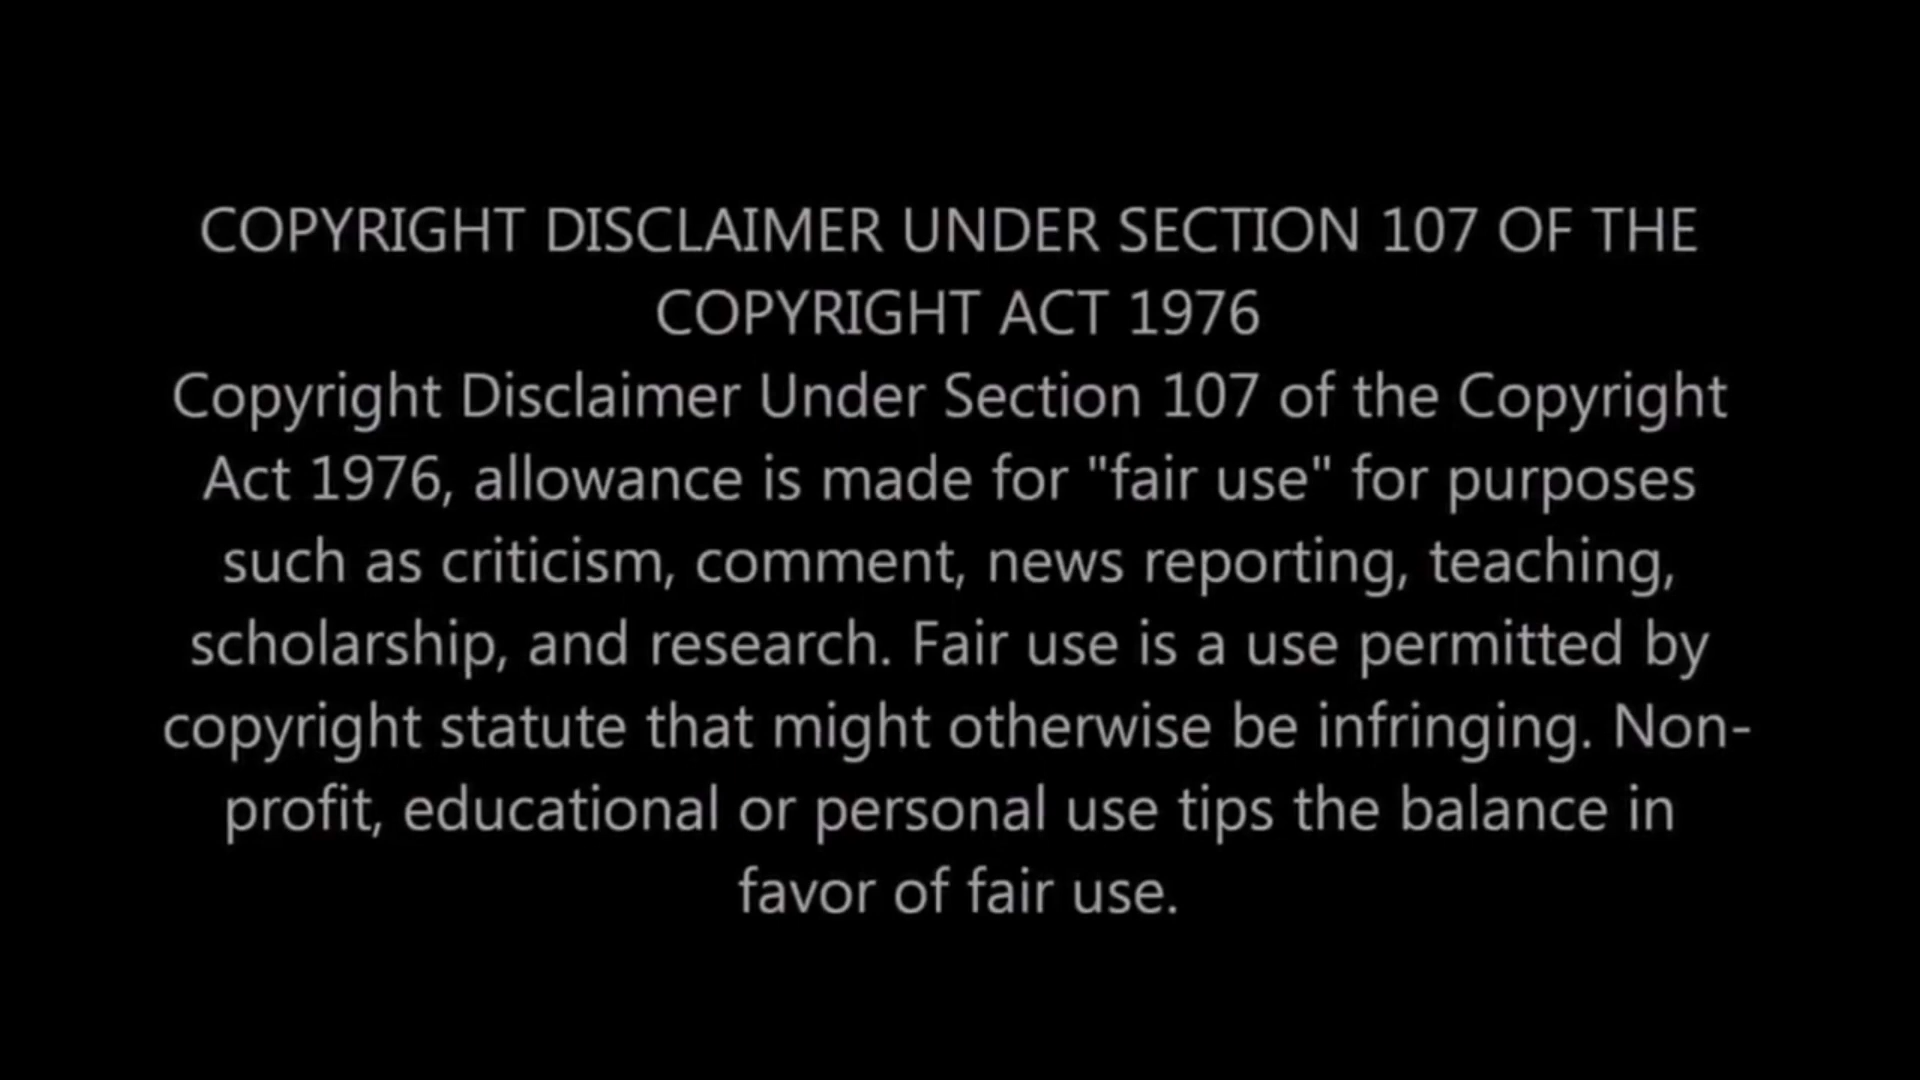 COPYRIGHT DISCLAIMER UNDER SECTION 107 OF THE
COPYRIGHT ACT 1976
Copyright Disclaimer Under Section 107 of the Copyright
Act 1976, allowance is made for "fair use" for purposes
such as criticism, comment, news reporting, teaching,
scholarship, and research. Fair use is a use permitted by
copyright statute that might otherwise be infringing. Non-
profit, educational or personal use tips the balance in
favor of fair use.